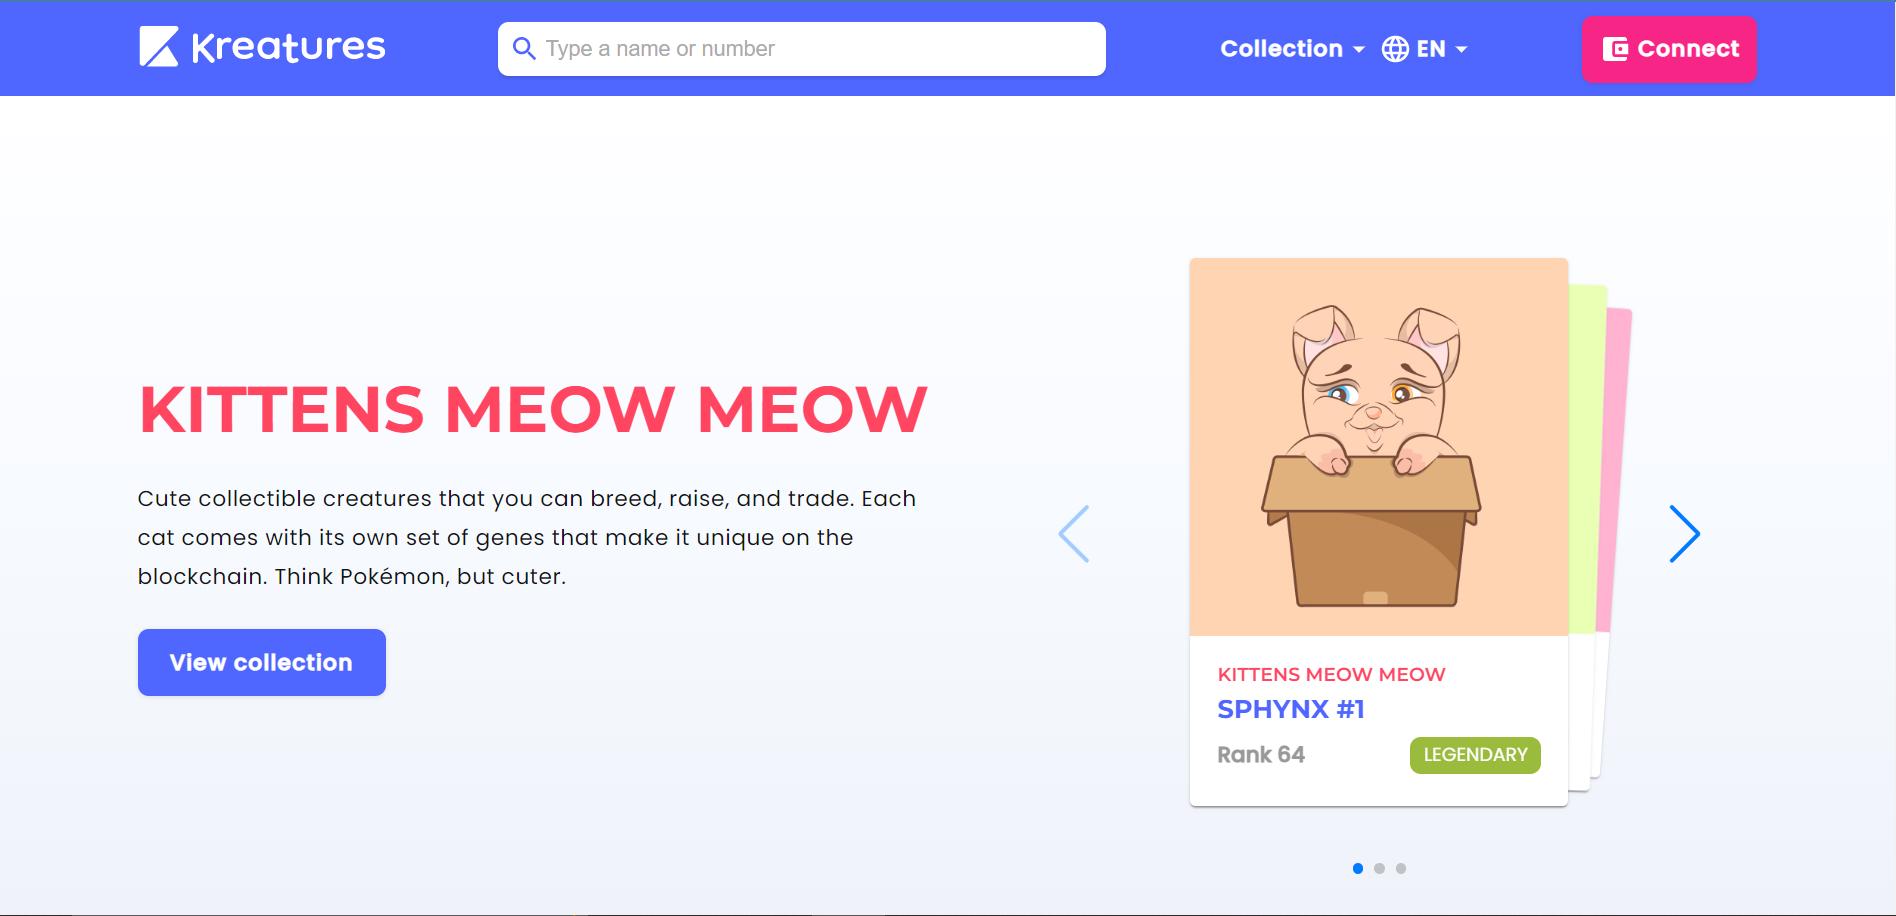 Kreatures
Type a name or number
Collection
EN
Connect
KITTENS MEOW MEOW
Cute collectible creatures that you can breed, raise, and trade. Each
cat comes with its own set of genes that make it unique on the
blockchain. Think Pokémon, but cuter.
View collection
KITTENS MEOW MEOW
SPHYNX #1
Rank 64
LEGENDARY